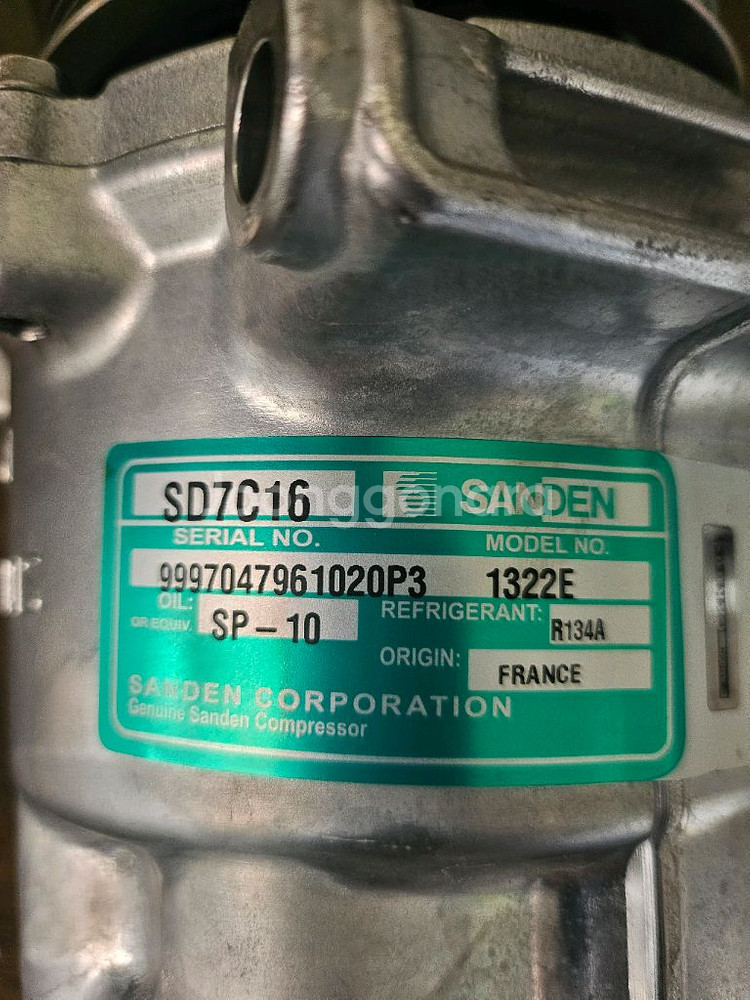 SD7C16 SANDEN
SERIAL NO. MODEL NO.
9997047961020P3 1322E
OIL: REFRIGERANT:
OR EQUIV. SP-10 R134A
ORIGIN: FRANCE
SANDEN CORPORATION
Genuine Sanden Compressor